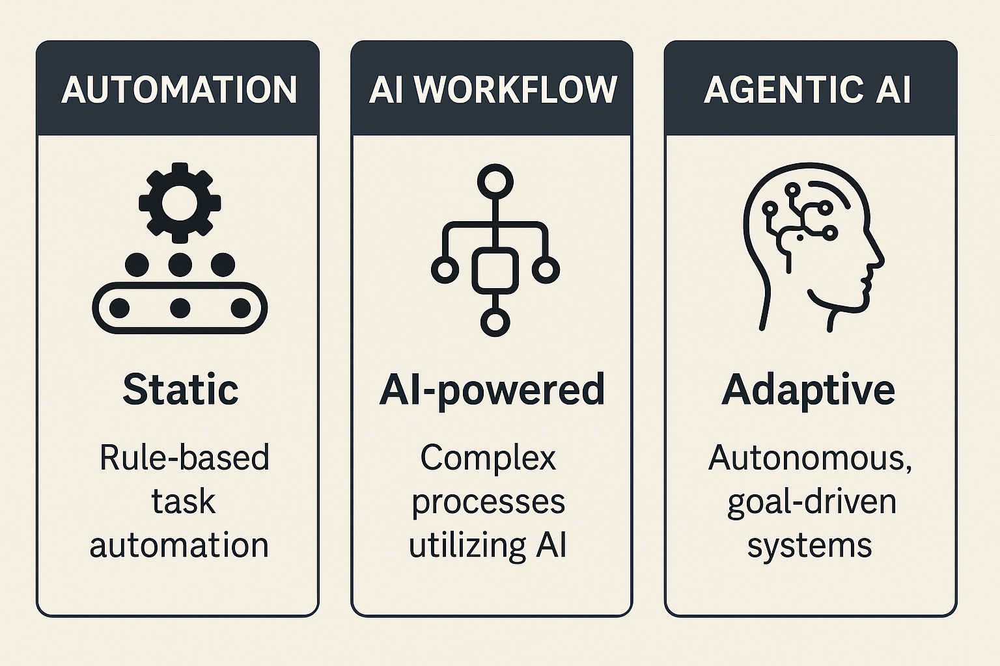 AUTOMATION
Static
Rule-based
task
automation
AI WORKFLOW
AI-powered
Complex
processes
utilizing AI
AGENTIC AI
Adaptive
Autonomous,
goal-driven
systems